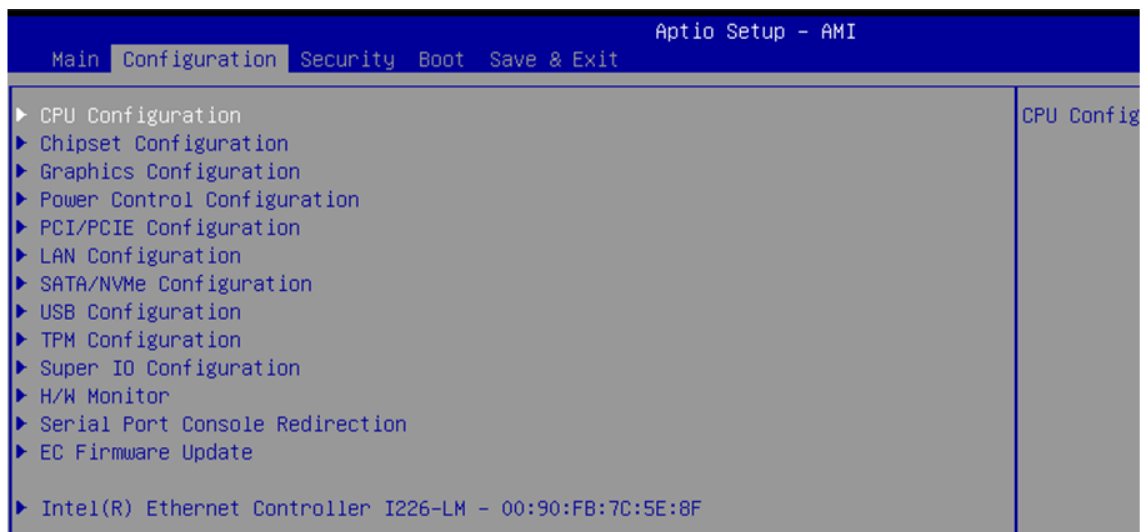 Aptio Setup - AMI
Main Configuration Security Boot Save & Exit
CPU Configuration
CPU Config
Chipset Configuration
Graphics Configuration
Power Control Configuration
PCI/PCIE Configuration
LAN Configuration
SATA/NVMe Configuration
USB Configuration
TPM Configuration
Super IO Configuration
H/W Monitor
Serial Port Console Redirection
EC Firmware Update
Intel(R) Ethernet Controller I226-LM - 00:90:FB:7C:5E:8F